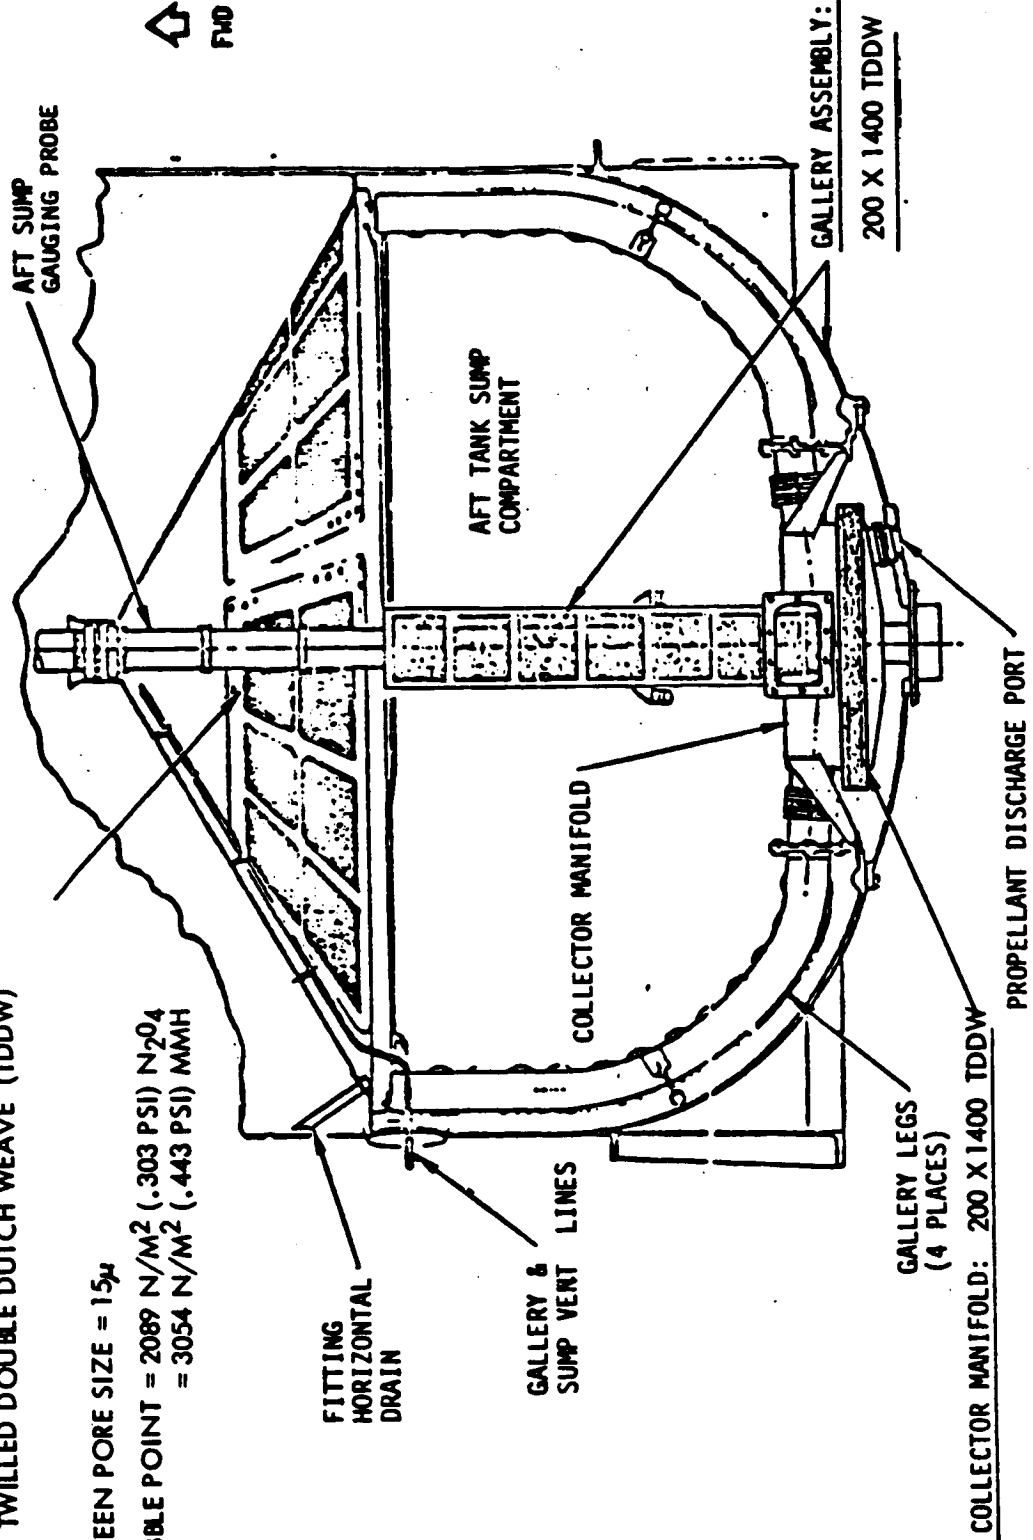 TWILLED DOUBLE DUTCH WEAVE (TDDW)
EEN PORE SIZE = 15μ
BBLE POINT = 2089 N/M² (.303 PSI) N₂O₄
= 3054 N/M² (.443 PSI) MMH
FWD
AFT SUMP
GAUGING PROBE
FITTING
HORIZONTAL
DRAIN
GALLERY &
SUMP VENT LINES
AFT TANK SUMP
COMPARTMENT
COLLECTOR MANIFOLD
GALLERY ASSEMBLY:
200 X 1400 TDDW
GALLERY LEGS
(4 PLACES)
COLLECTOR MANIFOLD: 200 X 1400 TDDW
PROPELLANT DISCHARGE PORT